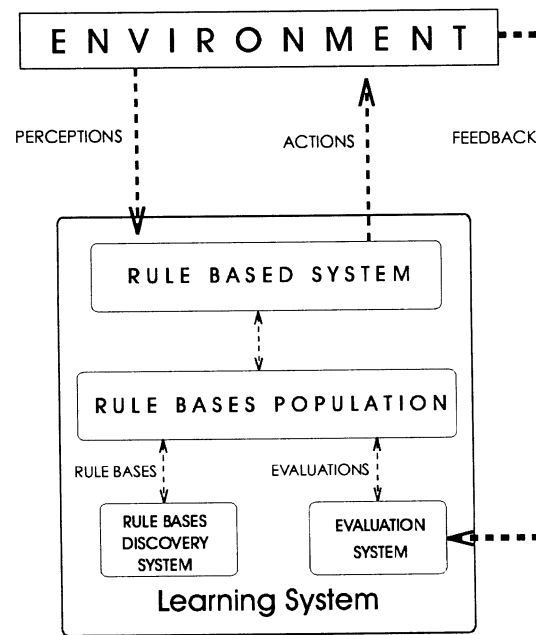 ENVIRONMENT
PERCEPTIONS
ACTIONS
FEEDBACK
RULE BASED SYSTEM
RULE BASES POPULATION
RULE BASES
EVALUATIONS
RULE BASES
DISCOVERY
SYSTEM
EVALUATION
SYSTEM
Learning System